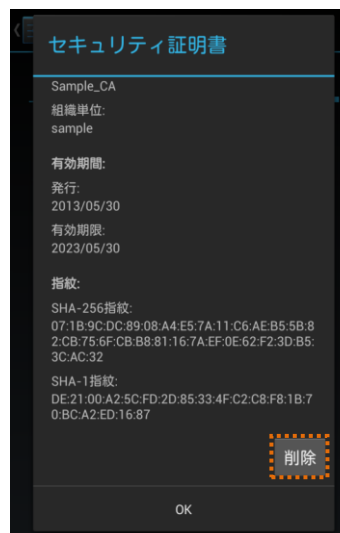 セキュリティ証明書
Sample_CA
組織単位:
sample
有効期間:
発行:
2013/05/30
有効期限:
2023/05/30
指紋:
SHA-256指紋:
07:1B:9C:DC:89:08:A4:E5:7A:11:C6:AE:B5:5B:8
2:CB:75:6F:CB:B8:81:16:7A:EF:0E:62:F2:3D:B5:
3C:AC:32
SHA-1指紋:
DE:21:00:A2:5C:FD:2D:85:33:4F:C2:C8:F8:1B:7
0:BC:A2:ED:16:87
削除
OK